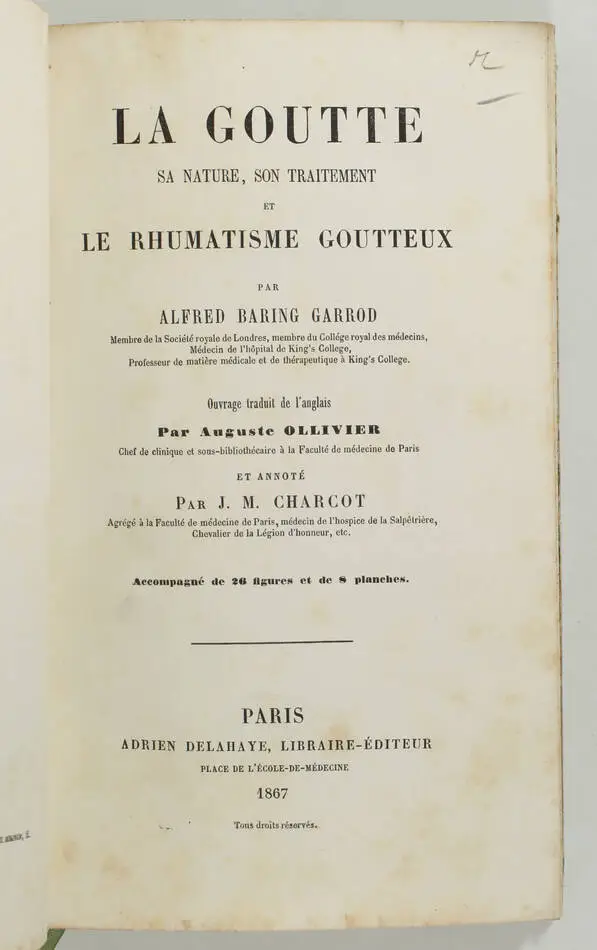 LA GOUTTE
SA NATURE, SON TRAITEMENT
ET
LE RHUMATISME GOUTTEUX
PAR
ALFRED BARING GARROD
Membre de la Société royale de Londres, membre du Collége royal des médecins,
Médecin de l'hôpital de King's College,
Professeur de matière médicale et de thérapeutique à King's College.
Ouvrage traduit de l'anglais
Par Auguste OLLIVIER
Chef de clinique et sous-bibliothécaire à la Faculté de médecine de Paris
ET ANNOTÉ
PAR J. M. CHARCOT
Agrégé à la Faculté de médecine de Paris, médecin de l'hospice de la Salpêtrière,
Chevalier de la Légion d'honneur, etc.
Accompagné de 26 figures et de 8 planches.
PARIS
ADRIEN DELAHAYE, LIBRAIRE-ÉDITEUR
PLACE DE L'ÉCOLE-DE-MÉDECINE
1867
Tous droits réservés.